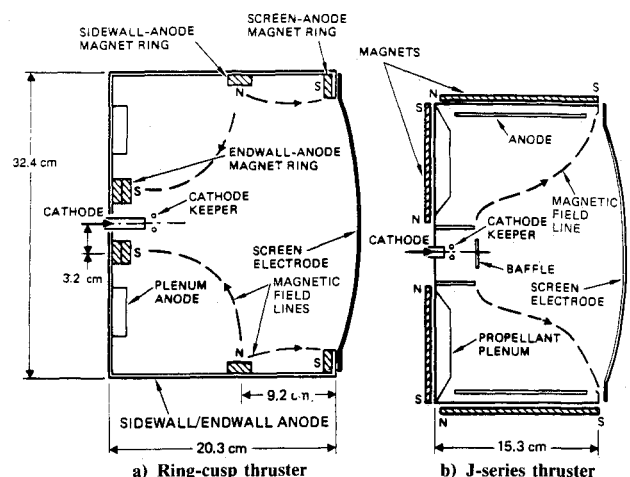 SIDEWALL-ANODE
MAGNET RING
SCREEN-ANODE
MAGNET RING
S
N
32.4 cm
ENDWALL-ANODE
MAGNET RING
S
CATHODE
CATHODE
KEEPER
S
3.2 cm
PLENUM
ANODE
SCREEN
ELECTRODE
MAGNETIC
FIELD
LINES
N
S
9.2 cm
SIDEWALL/ENDWALL ANODE
20.3 cm
a) Ring-cusp thruster
MAGNETS
S
N
S
ANODE
MAGNETIC
FIELD
LINE
N
CATHODE
KEEPER
CATHODE
BAFFLE
N
SCREEN
ELECTRODE
PROPELLANT
PLENUM
S
N
S
15.3 cm
b) J-series thruster